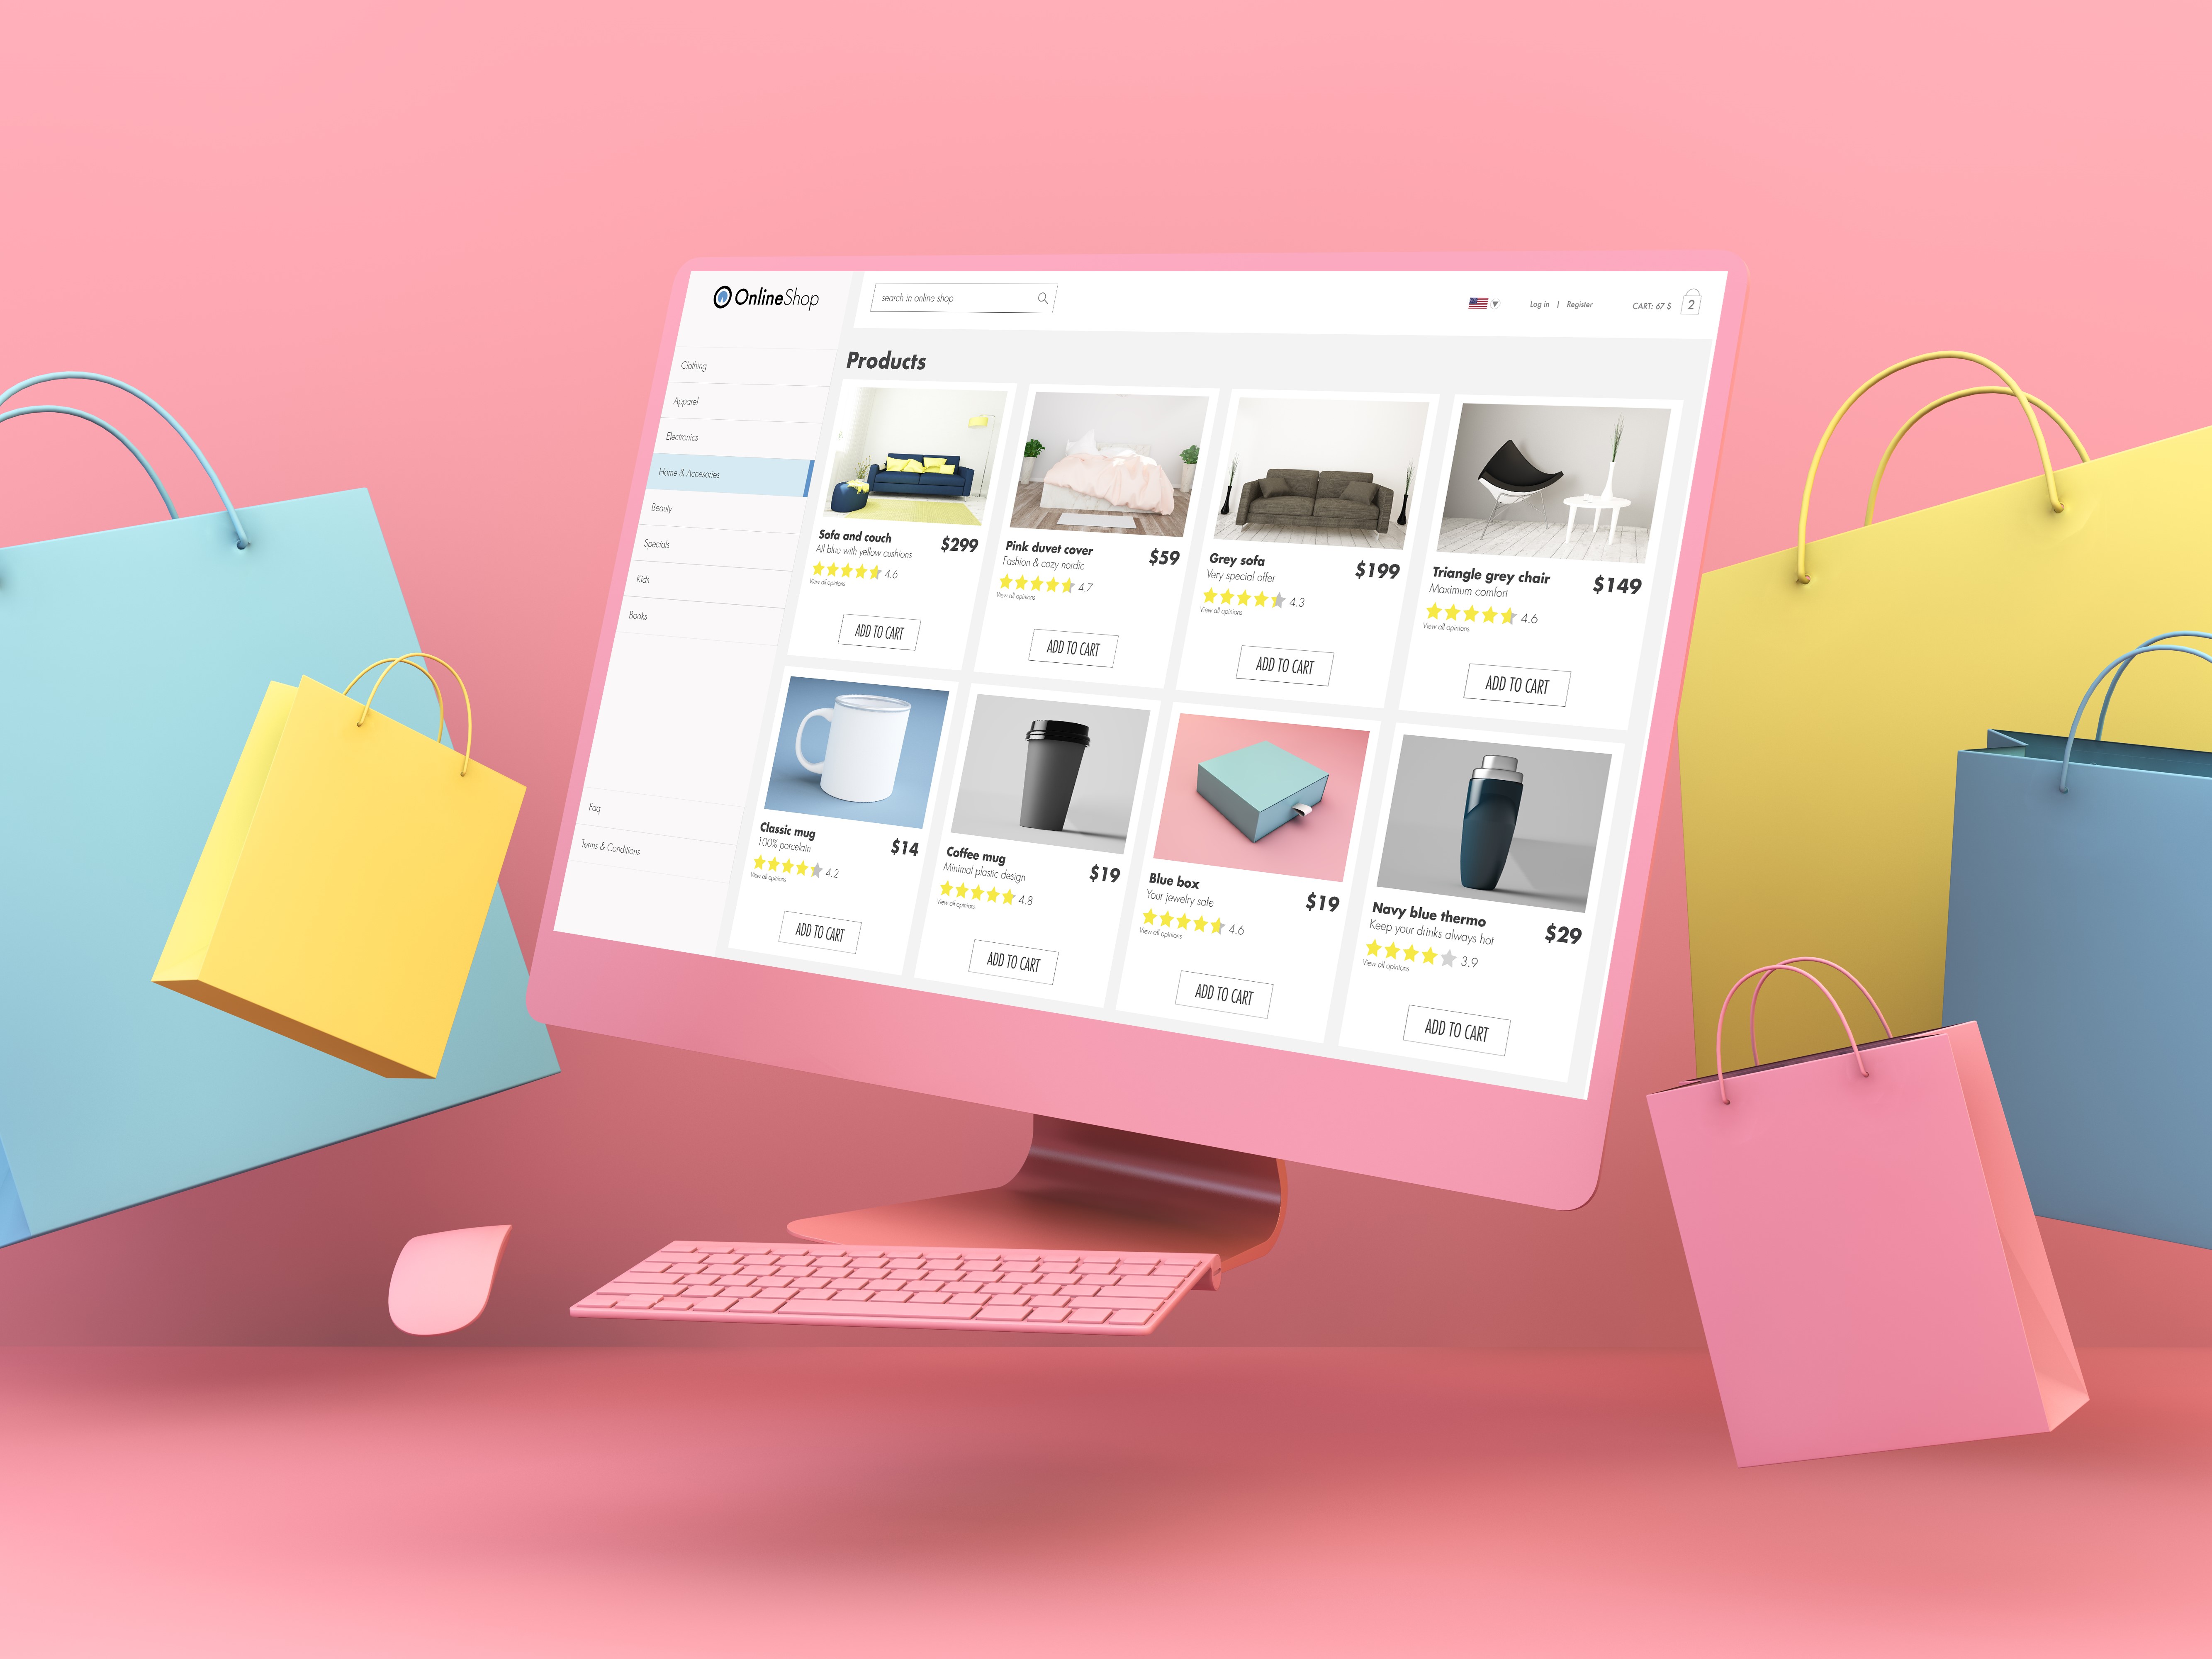 OnlineShop
search in online shop
Log in | Register
CART: 67 $
2
Clothing
Apparel
Electronics
Home & Accesories
Beauty
Specials
Kids
Books
Faq
Terms & Conditions
Products
Sofa and couch
$299
All blue with yellow cushions
4.6
View all opinions
ADD TO CART
Pink duvet cover
$59
Fashion & cozy nordic
4.7
View all opinions
ADD TO CART
Grey sofa
$199
Very special offer
4.3
View all opinions
ADD TO CART
Triangle grey chair
$149
Maximum comfort
4.6
View all opinions
ADD TO CART
Classic mug
$14
100% porcelain
4.2
View all opinions
ADD TO CART
Coffee mug
$19
Minimal plastic design
4.8
View all opinions
ADD TO CART
Blue box
$19
Your jewelry safe
4.6
View all opinions
ADD TO CART
Navy blue thermo
$29
Keep your drinks always hot
3.9
View all opinions
ADD TO CART